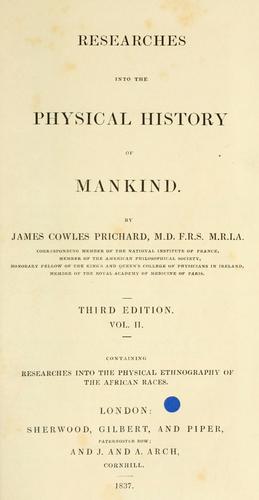 RESEARCHES
INTO THE
PHYSICAL HISTORY
OF
MANKIND.
BY
JAMES COWLES PRICHARD, M.D. F.R.S. M.R.I.A.
CORRESPONDING MEMBER OF THE NATIONAL INSTITUTE OF FRANCE,
MEMBER OF THE AMERICAN PHILOSOPHICAL SOCIETY,
HONORARY FELLOW OF THE KING'S AND QUEEN'S COLLEGE OF PHYSICIANS IN IRELAND,
MEMBER OF THE ROYAL ACADEMY OF MEDICINE OF PARIS.
THIRD EDITION.
VOL. II.
CONTAINING
RESEARCHES INTO THE PHYSICAL ETHNOGRAPHY OF
THE AFRICAN RACES.
LONDON:
SHERWOOD, GILBERT, AND PIPER,
PATERNOSTER ROW;
AND J. AND A. ARCH,
CORNHILL.
1837.